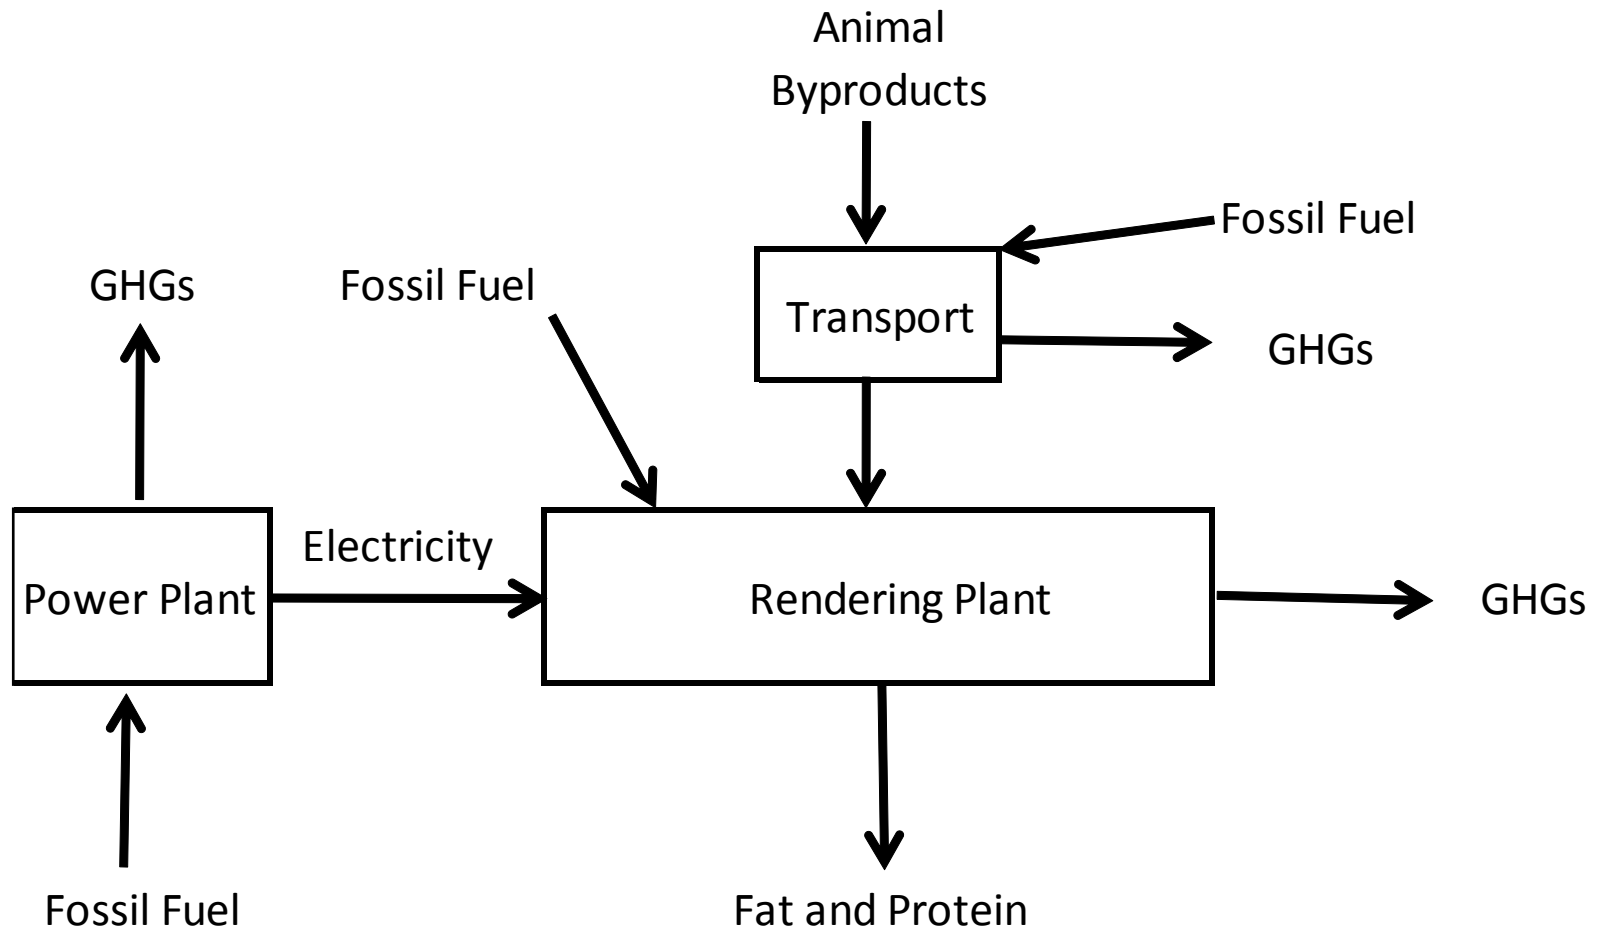 Animal
Byproducts
Fossil Fuel
GHGs
Fossil Fuel
Transport
GHGs
Electricity
Power Plant
Rendering Plant
GHGs
Fossil Fuel
Fat and Protein